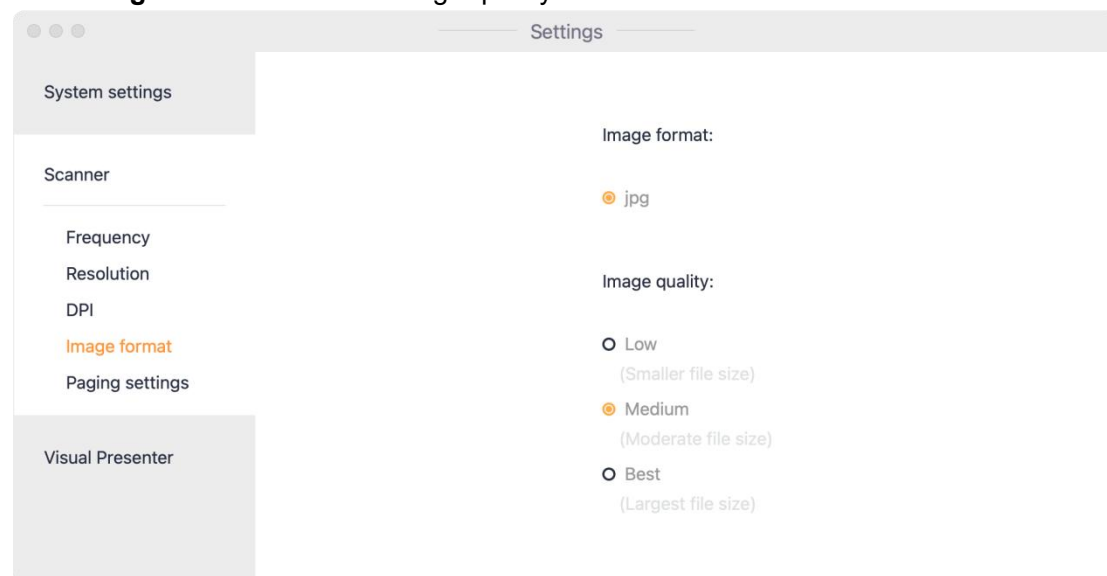 Settings
System settings
Scanner
Frequency
Resolution
DPI
Image format
Paging settings
Visual Presenter
Image format:
jpg
Image quality:
Low
(Smaller file size)
Medium
(Moderate file size)
Best
(Largest file size)